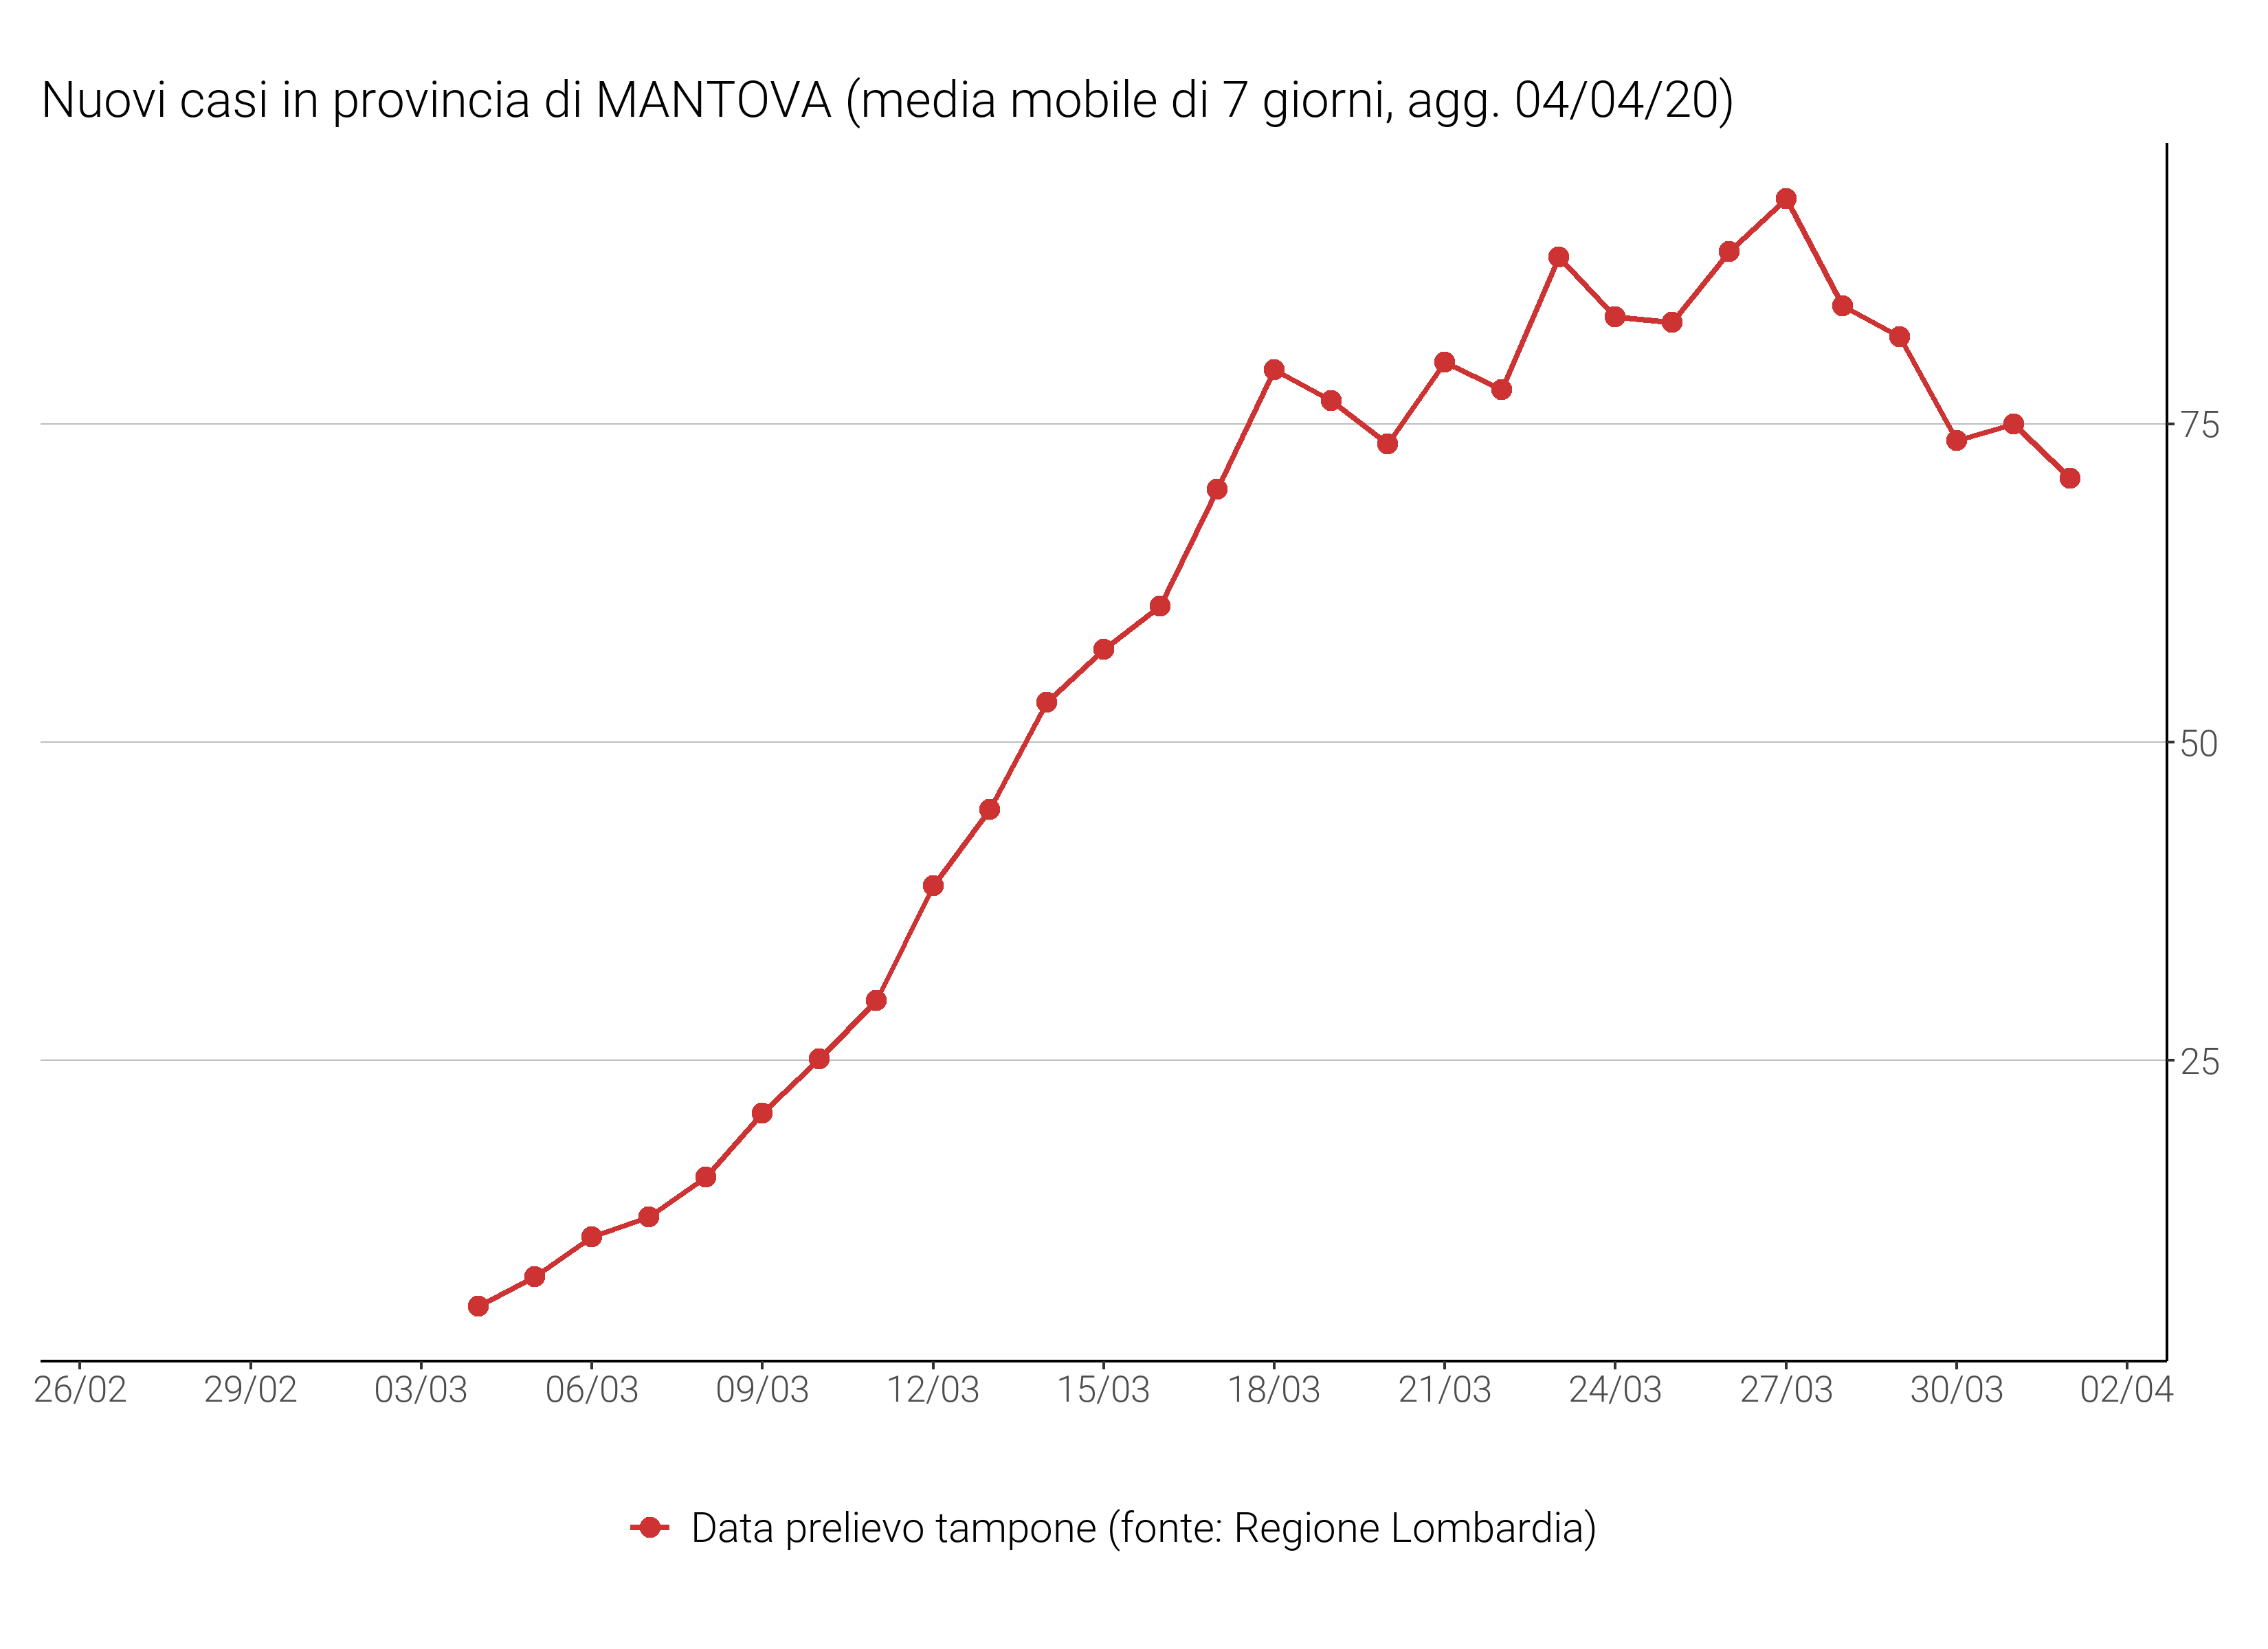 Nuovi casi in provincia di MANTOVA (media mobile di 7 giorni, agg. 04/04/20)
75
50
25
26/02 29/02 03/03 06/03 09/03 12/03 15/03 18/03 21/03 24/03 27/03 30/03 02/04
Data prelievo tampone (fonte: Regione Lombardia)